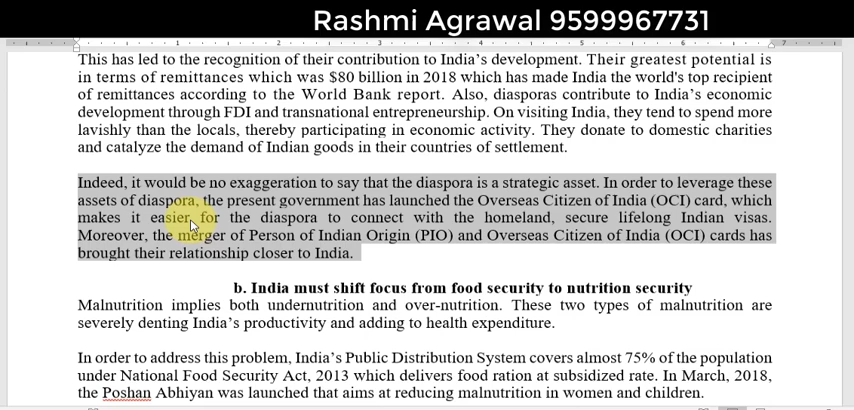 Rashmi Agrawal 9599967731
1 2 3 4 5 6 7
This has led to the recognition of their contribution to India's development. Their greatest potential is
in terms of remittances which was $80 billion in 2018 which has made India the world's top recipient
of remittances according to the World Bank report. Also, diasporas contribute to India's economic
development through FDI and transnational entrepreneurship. On visiting India, they tend to spend more
lavishly than the locals, thereby participating in economic activity. They donate to domestic charities
and catalyze the demand of Indian goods in their countries of settlement.
Indeed, it would be no exaggeration to say that the diaspora is a strategic asset. In order to leverage these
assets of diaspora, the present government has launched the Overseas Citizen of India (OCI) card, which
makes it easier for the diaspora to connect with the homeland, secure lifelong Indian visas.
Moreover, the merger of Person of Indian Origin (PIO) and Overseas Citizen of India (OCI) cards has
brought their relationship closer to India.
b. India must shift focus from food security to nutrition security
Malnutrition implies both undernutrition and over-nutrition. These two types of malnutrition are
severely denting India's productivity and adding to health expenditure.
In order to address this problem, India's Public Distribution System covers almost 75% of the population
under National Food Security Act, 2013 which delivers food ration at subsidized rate. In March, 2018,
the Poshan Abhiyan was launched that aims at reducing malnutrition in women and children.